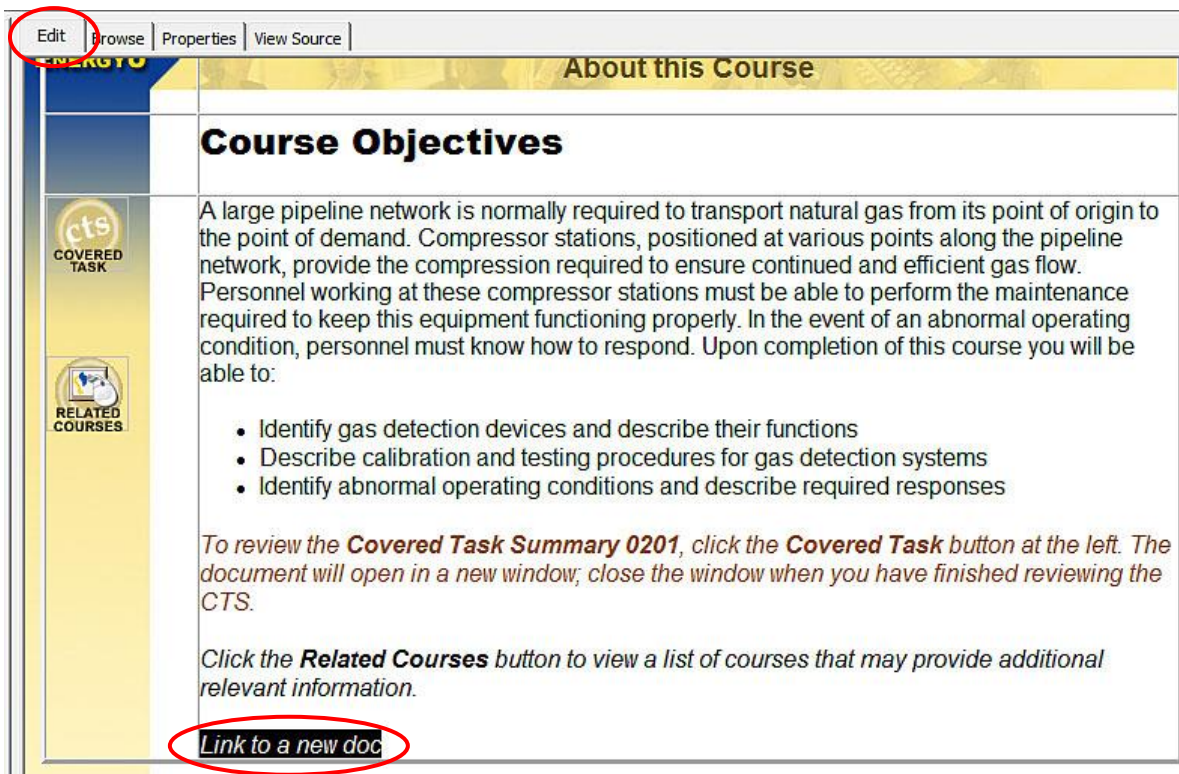 Edit Browse Properties View Source
ENERGYU
About this Course
Course Objectives
cts
COVERED
TASK
A large pipeline network is normally required to transport natural gas from its point of origin to
the point of demand. Compressor stations, positioned at various points along the pipeline
network, provide the compression required to ensure continued and efficient gas flow.
Personnel working at these compressor stations must be able to perform the maintenance
required to keep this equipment functioning properly. In the event of an abnormal operating
condition, personnel must know how to respond. Upon completion of this course you will be
able to:
RELATED
COURSES
• Identify gas detection devices and describe their functions
• Describe calibration and testing procedures for gas detection systems
• Identify abnormal operating conditions and describe required responses
To review the Covered Task Summary 0201, click the Covered Task button at the left. The
document will open in a new window; close the window when you have finished reviewing the
CTS.
Click the Related Courses button to view a list of courses that may provide additional
relevant information.
Link to a new doc